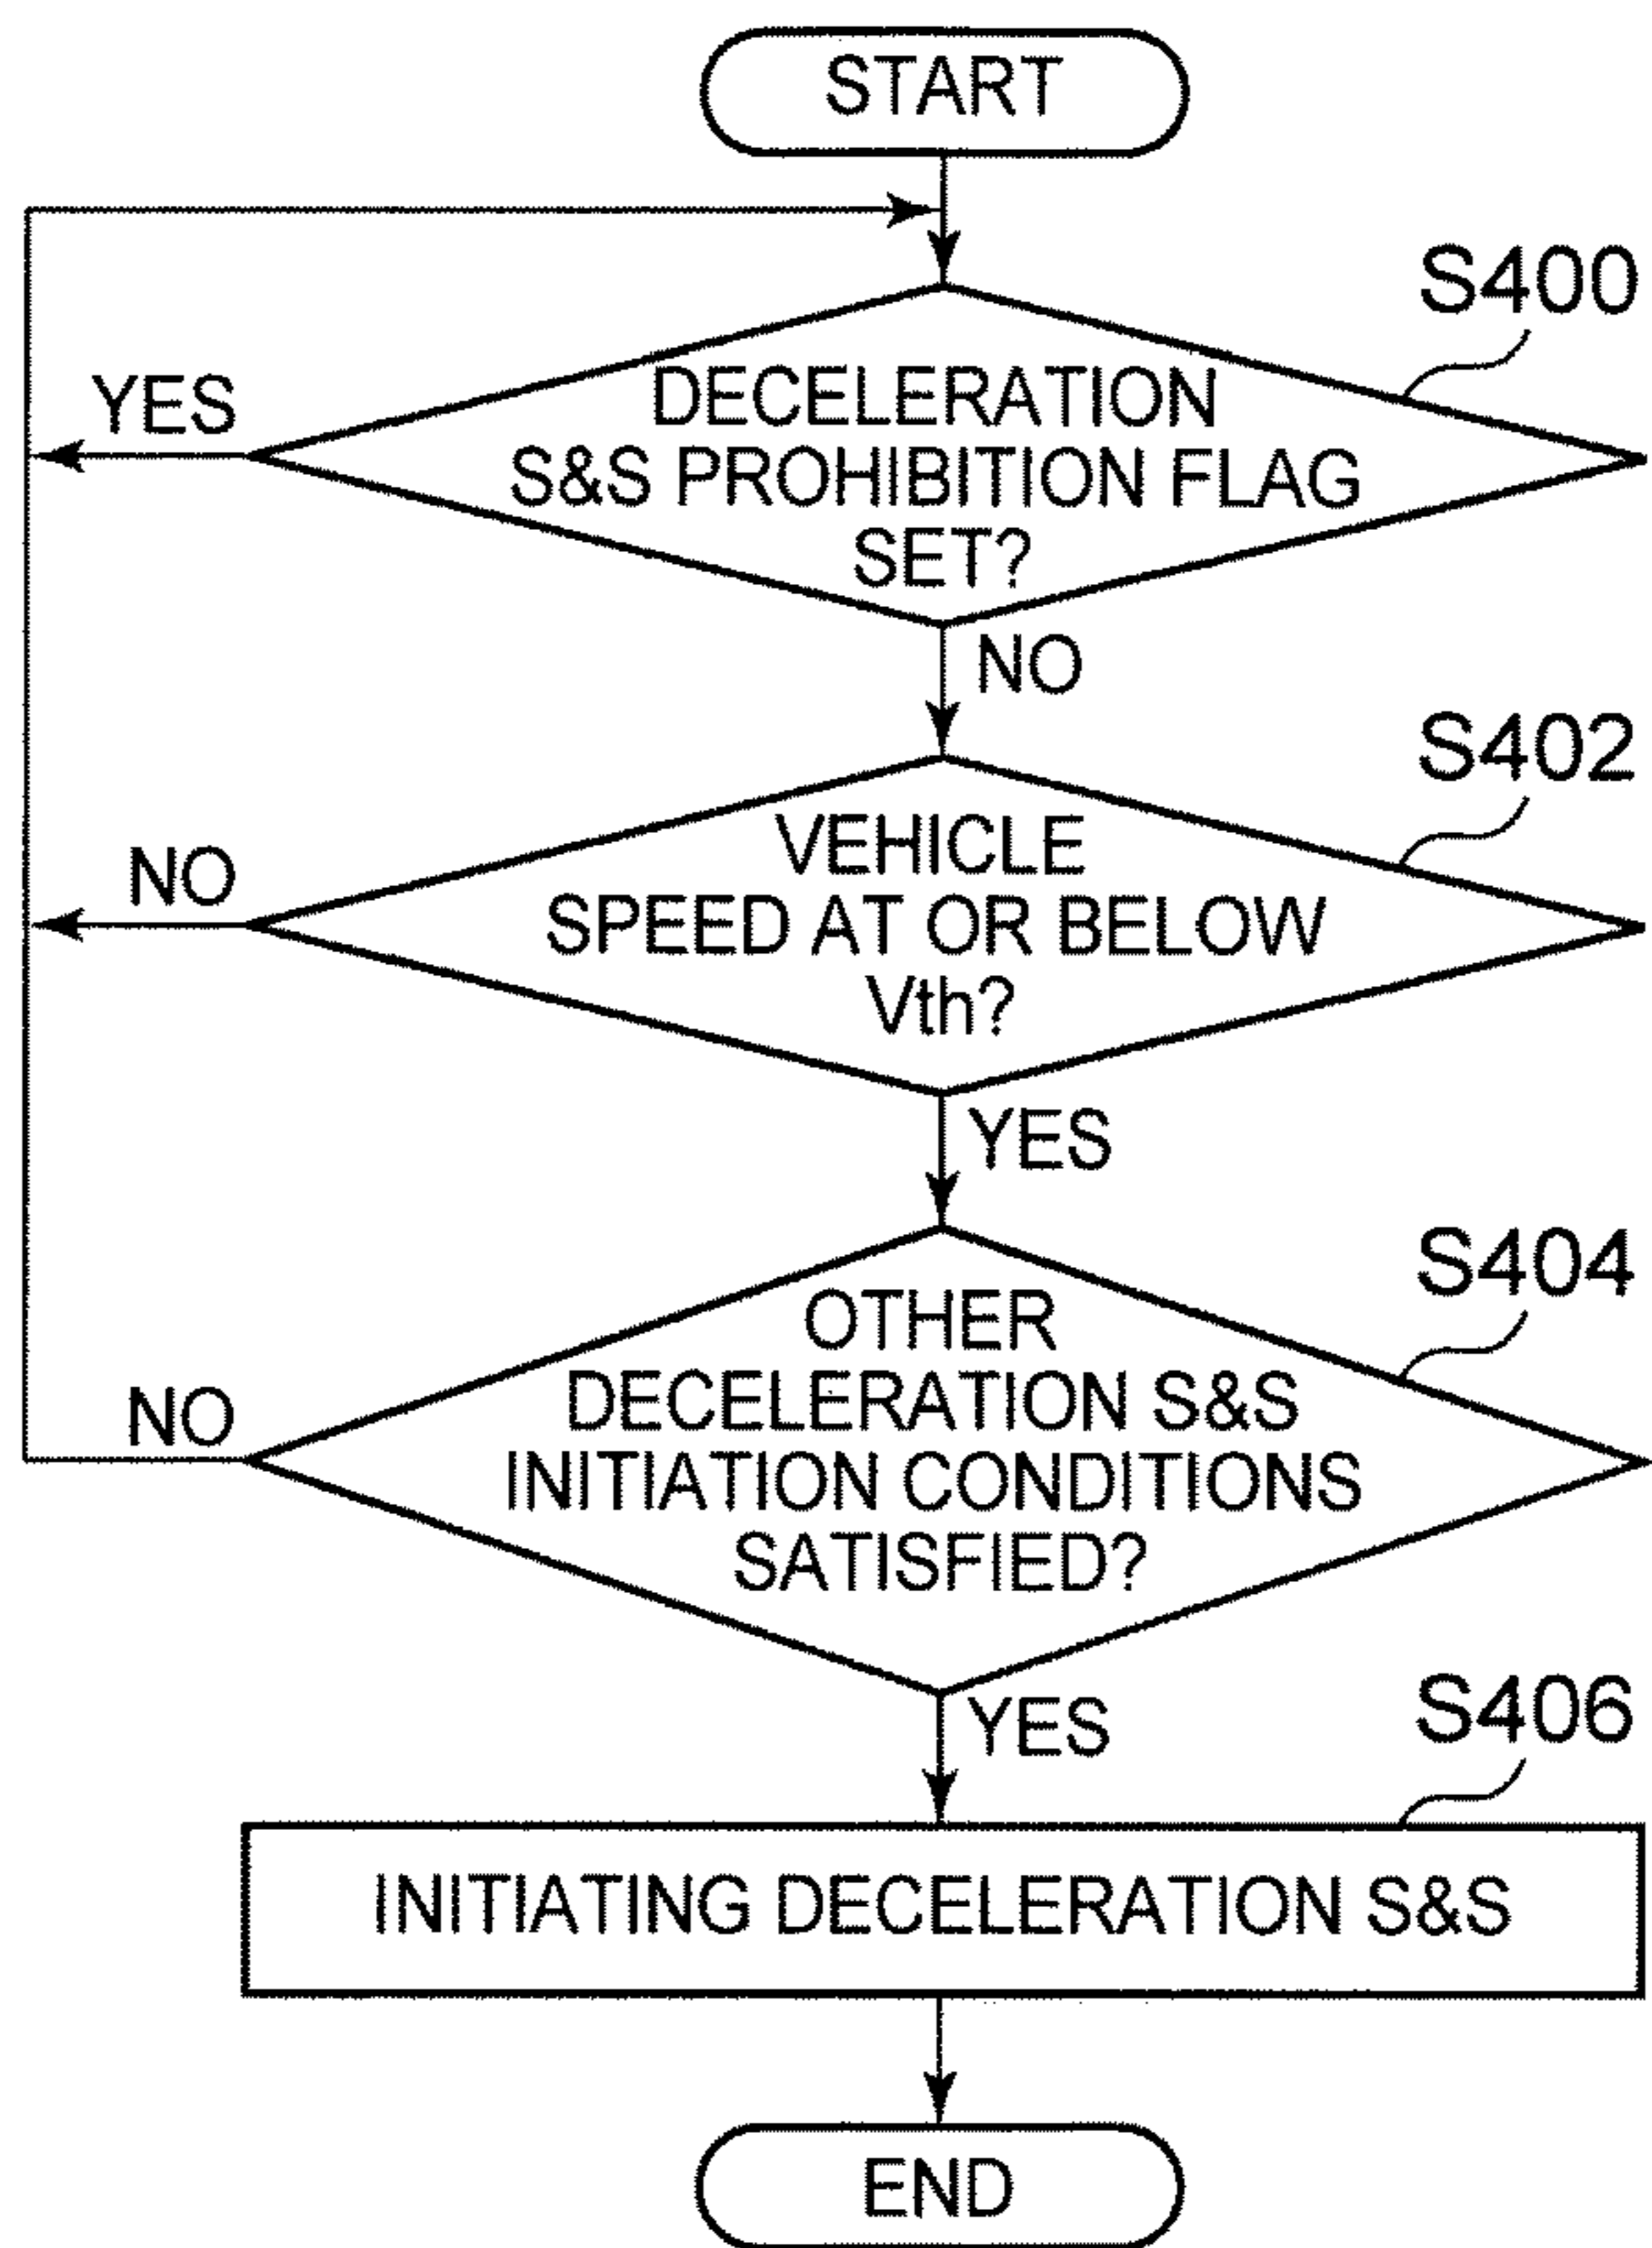 START
S400
YES
DECELERATION
S&S PROHIBITION FLAG
SET?
NO
S402
NO
VEHICLE
SPEED AT OR BELOW
Vth?
YES
S404
NO
OTHER
DECELERATION S&S
INITIATION CONDITIONS
SATISFIED?
YES
S406
INITIATING DECELERATION S&S
END